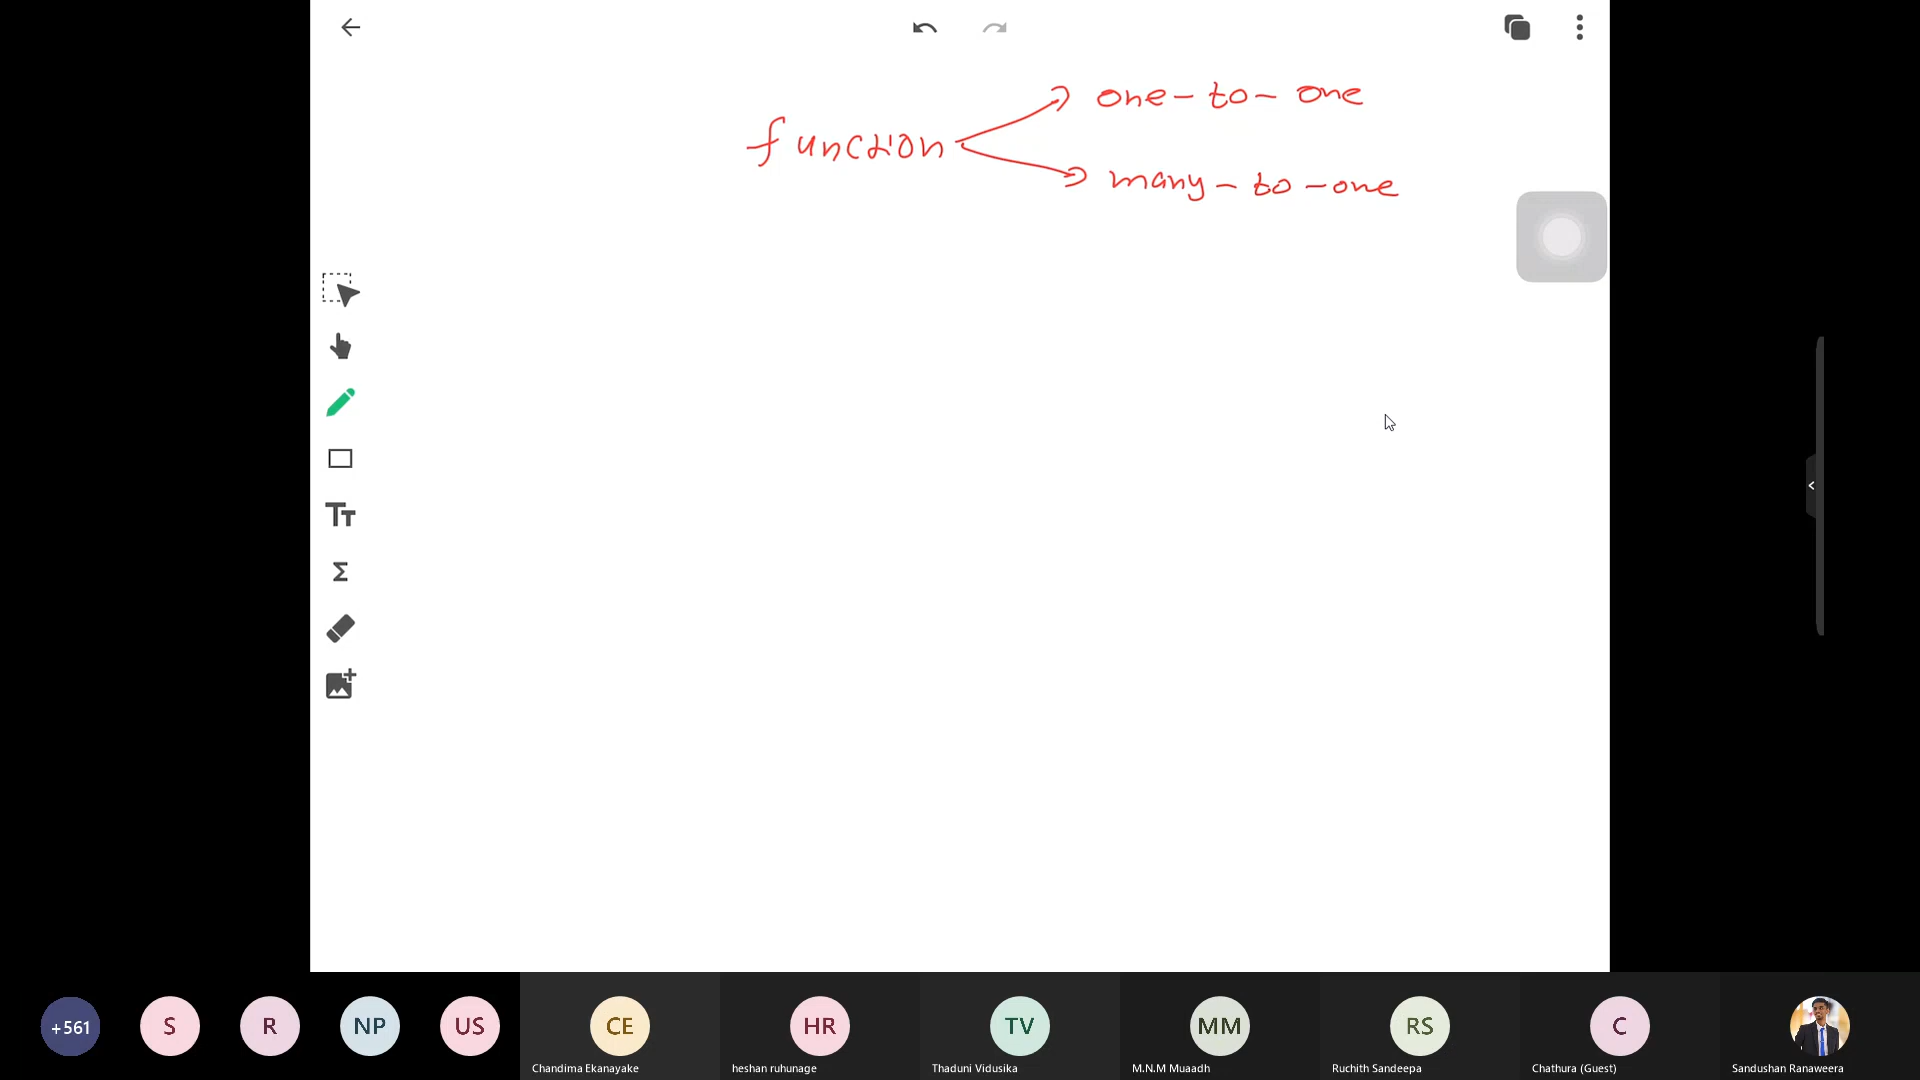 one-to-one
function
many-to-one
Tт
Σ
+561
S
R
NP
US
CE
HR
TV
MM
RS
C
Chandima Ekanayake
heshan ruhunage
Thaduni Vidusika
M.N.M Muaadh
Ruchith Sandeepa
Chathura (Guest)
Sandushan Ranaweera